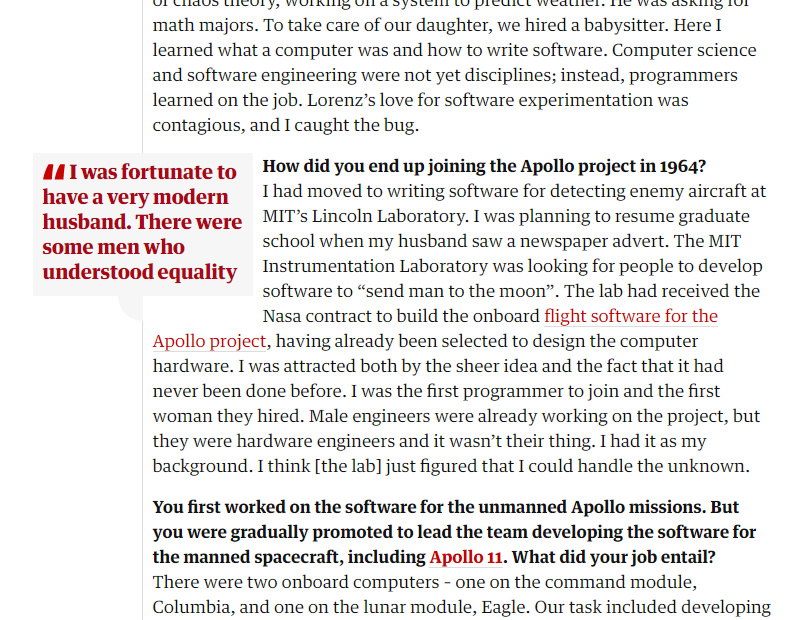 of chaos theory, working on a system to predict weather. He was asking for
math majors. To take care of our daughter, we hired a babysitter. Here I
learned what a computer was and how to write software. Computer science
and software engineering were not yet disciplines; instead, programmers
learned on the job. Lorenz’s love for software experimentation was
contagious, and I caught the bug.
I was fortunate to
have a very modern
husband. There were
some men who
understood equality
How did you end up joining the Apollo project in 1964?
I had moved to writing software for detecting enemy aircraft at
MIT’s Lincoln Laboratory. I was planning to resume graduate
school when my husband saw a newspaper advert. The MIT
Instrumentation Laboratory was looking for people to develop
software to “send man to the moon”. The lab had received the
Nasa contract to build the onboard flight software for the
Apollo project, having already been selected to design the computer
hardware. I was attracted both by the sheer idea and the fact that it had
never been done before. I was the first programmer to join and the first
woman they hired. Male engineers were already working on the project, but
they were hardware engineers and it wasn’t their thing. I had it as my
background. I think [the lab] just figured that I could handle the unknown.
You first worked on the software for the unmanned Apollo missions. But
you were gradually promoted to lead the team developing the software for
the manned spacecraft, including Apollo 11. What did your job entail?
There were two onboard computers - one on the command module,
Columbia, and one on the lunar module, Eagle. Our task included developing